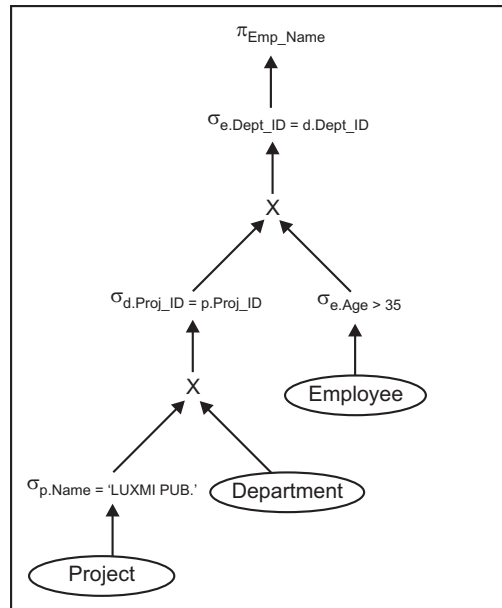 πEmp_Name
σe.Dept_ID = d.Dept_ID
X
σd.Proj_ID = p.Proj_ID
σe.Age > 35
X
Employee
σp.Name = ‘LUXMI PUB.’
Department
Project